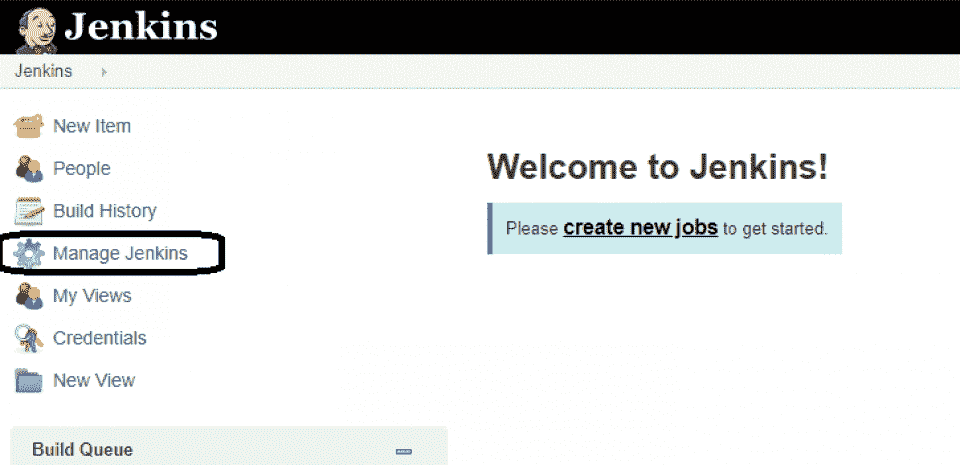 Jenkins
Jenkins
New Item
People
Build History
Manage Jenkins
My Views
Credentials
New View
Build Queue
Welcome to Jenkins!
Please create new jobs to get started.